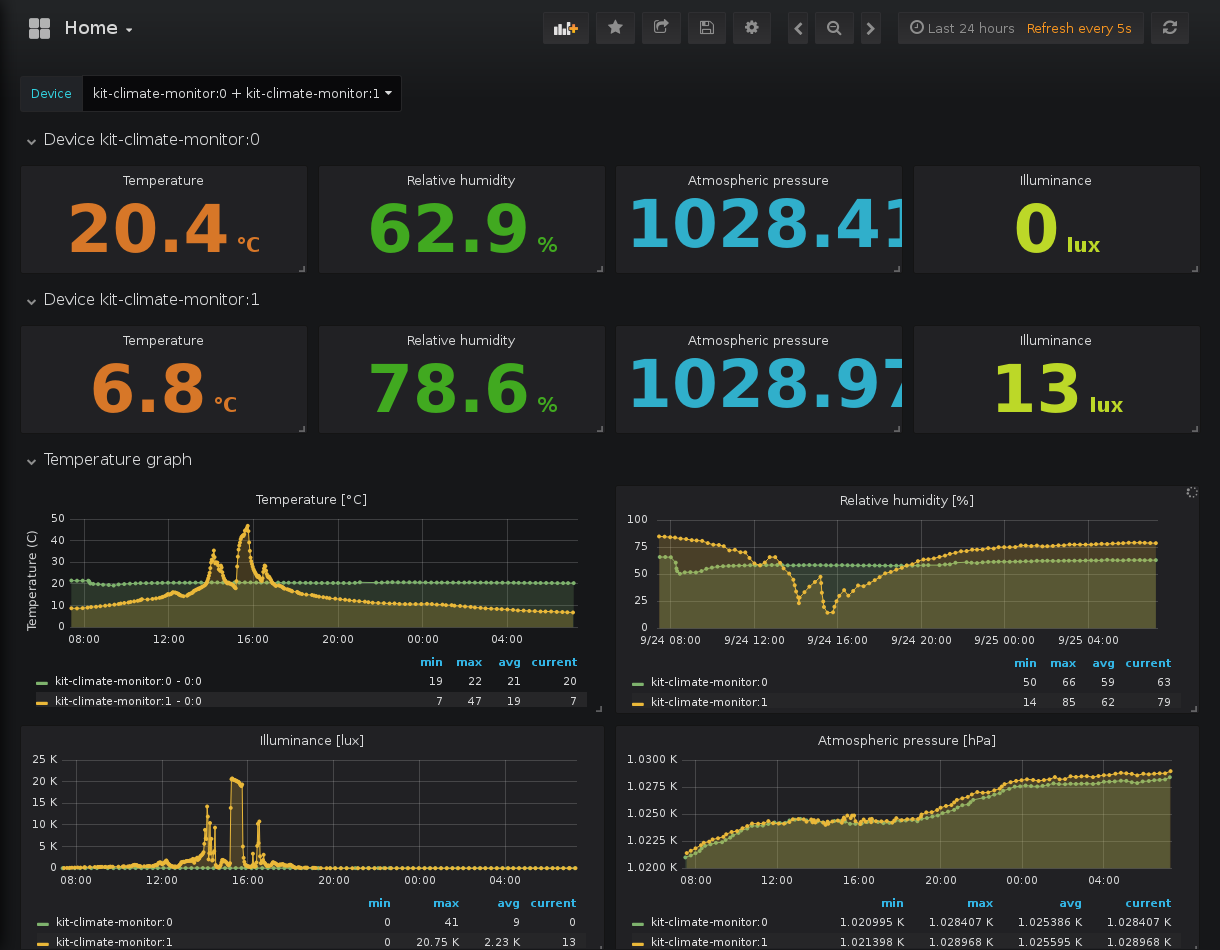 Home
Last 24 hours Refresh every 5s
Device kit-climate-monitor:0 + kit-climate-monitor:1
Device kit-climate-monitor:0
Temperature Relative humidity Atmospheric pressure Illuminance
20.4 °C 62.9 % 1028.41 0 lux
Device kit-climate-monitor:1
Temperature Relative humidity Atmospheric pressure Illuminance
6.8 °C 78.6 % 1028.97 13 lux
Temperature graph
Temperature [°C]
Temperature (C)
50
40
30
20
10
0
08:00 12:00 16:00 20:00 00:00 04:00
min max avg current
kit-climate-monitor:0 - 0:0 19 22 21 20
kit-climate-monitor:1 - 0:0 7 47 19 7
Relative humidity [%]
100
75
50
25
0
9/24 08:00 9/24 12:00 9/24 16:00 9/24 20:00 9/25 00:00 9/25 04:00
min max avg current
kit-climate-monitor:0 50 66 59 63
kit-climate-monitor:1 14 85 62 79
Illuminance [lux]
25 K
20 K
15 K
10 K
5 K
0
08:00 12:00 16:00 20:00 00:00 04:00
min max avg current
kit-climate-monitor:0 0 41 9 0
kit-climate-monitor:1 0 20.75 K 2.23 K 13
Atmospheric pressure [hPa]
1.0300 K
1.0275 K
1.0250 K
1.0225 K
1.0200 K
08:00 12:00 16:00 20:00 00:00 04:00
min max avg current
kit-climate-monitor:0 1.020995 K 1.028407 K 1.025386 K 1.028407 K
kit-climate-monitor:1 1.021398 K 1.028968 K 1.025595 K 1.028968 K